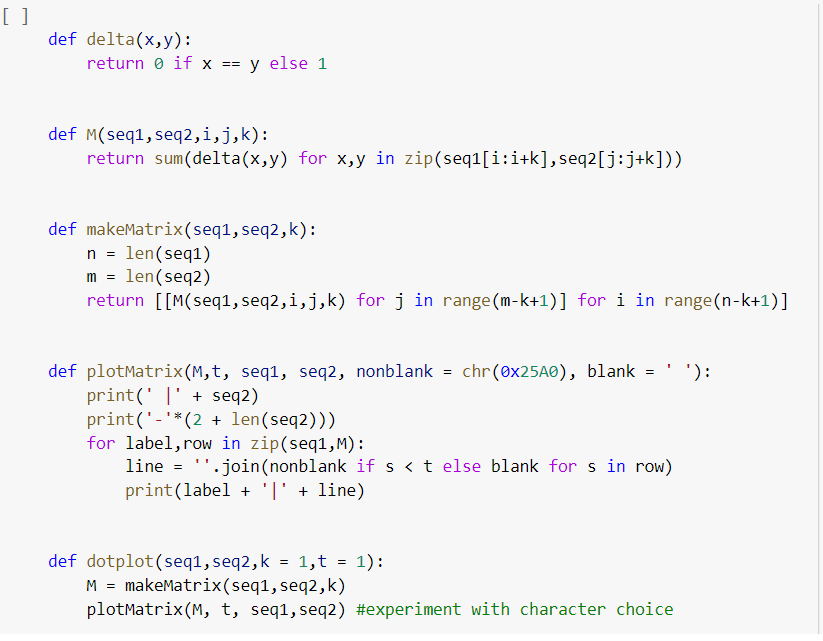 [ ]
def delta(x,y):
    return 0 if x == y else 1
def M(seq1,seq2,i,j,k):
    return sum(delta(x,y) for x,y in zip(seq1[i:i+k],seq2[j:j+k]))
def makeMatrix(seq1,seq2,k):
    n = len(seq1)
    m = len(seq2)
    return [[M(seq1,seq2,i,j,k) for j in range(m-k+1)] for i in range(n-k+1)]
def plotMatrix(M,t, seq1, seq2, nonblank = chr(0x25A0), blank = ' '):
    print(' |' + seq2)
    print('-'*(2 + len(seq2)))
    for label,row in zip(seq1,M):
        line = ''.join(nonblank if s < t else blank for s in row)
        print(label + '|' + line)
def dotplot(seq1,seq2,k = 1,t = 1):
    M = makeMatrix(seq1,seq2,k)
    plotMatrix(M, t, seq1,seq2) #experiment with character choice